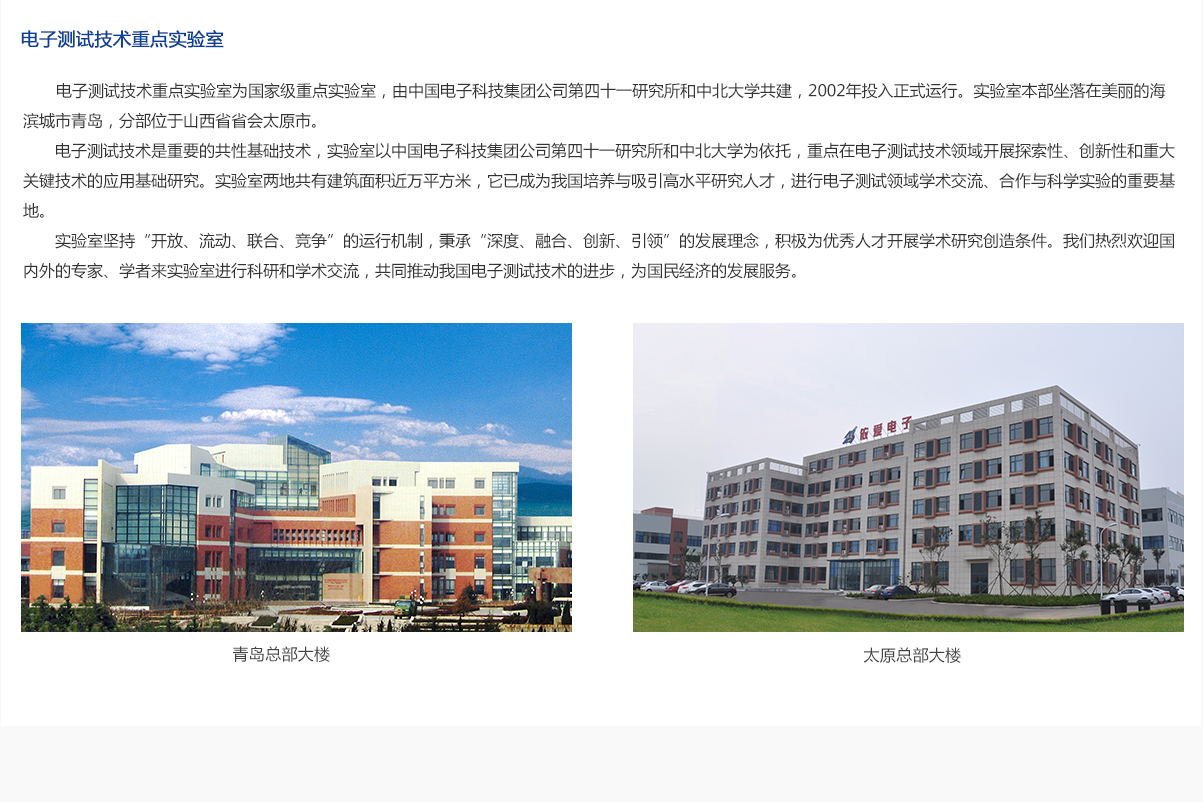 电子测试技术重点实验室
电子测试技术重点实验室为国家级重点实验室，由中国电子科技集团公司第四十一研究所和中北大学共建，2002年投入正式运行。实验室本部坐落在美丽的海
滨城市青岛，分部位于山西省省会太原市。
电子测试技术是重要的共性基础技术，实验室以中国电子科技集团公司第四十一研究所和中北大学为依托，重点在电子测试技术领域开展探索性、创新性和重大
关键技术的应用基础研究。实验室两地共有建筑面积近万平方米，它已成为我国培养与吸引高水平研究人才，进行电子测试领域学术交流、合作与科学实验的重要基
地。
实验室坚持“开放、流动、联合、竞争”的运行机制，秉承“深度、融合、创新、引领”的发展理念，积极为优秀人才开展学术研究创造条件。我们热烈欢迎国
内外的专家、学者来实验室进行科研和学术交流，共同推动我国电子测试技术的进步，为国民经济的发展服务。
依爱电子
青岛总部大楼
太原总部大楼